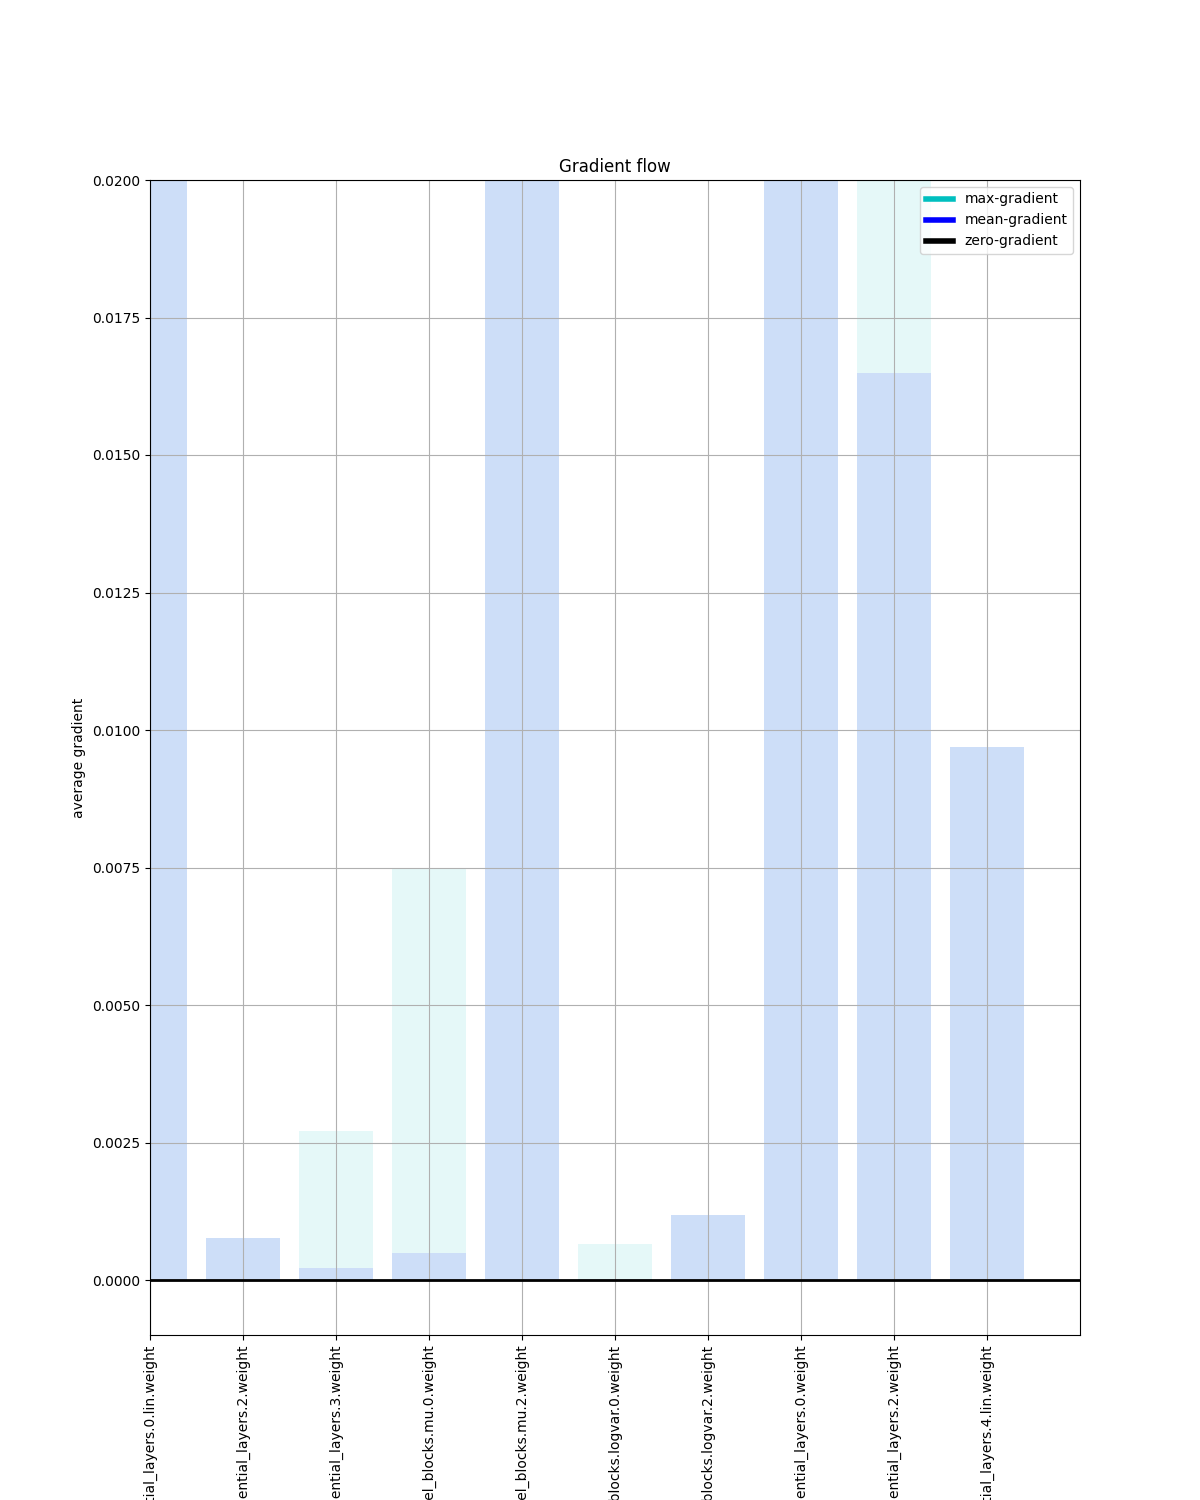 Gradient flow
max-gradient
mean-gradient
zero-gradient
0.0200
0.0175
0.0150
0.0125
0.0100
0.0075
0.0050
0.0025
0.0000
average gradient
tial_layers.0.lin.weight
ential_layers.2.weight
ential_layers.3.weight
el_blocks.mu.0.weight
el_blocks.mu.2.weight
blocks.logvar.0.weight
blocks.logvar.2.weight
ential_layers.0.weight
ential_layers.2.weight
tial_layers.4.lin.weight